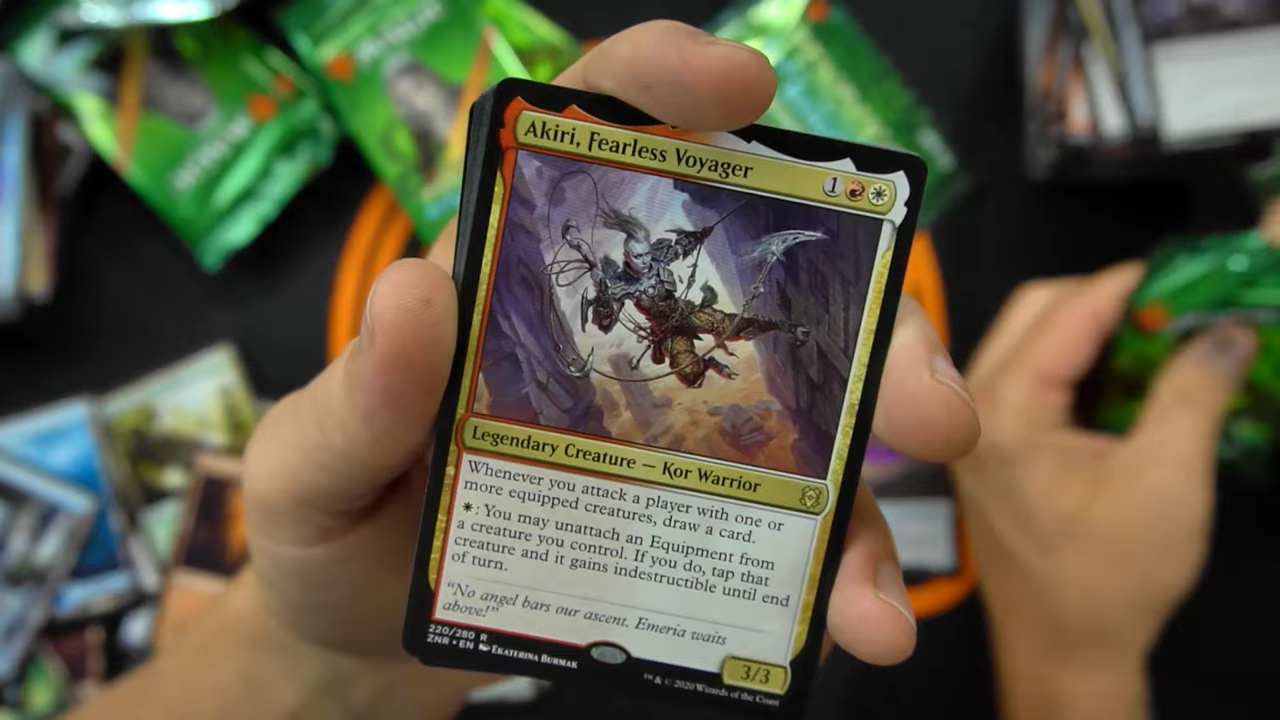 Akiri, Fearless Voyager
1
Legendary Creature — Kor Warrior
Whenever you attack a player with one or
more equipped creatures, draw a card.
: You may unattach an Equipment from
a creature you control. If you do, tap that
creature and it gains indestructible until end
of turn.
“No angel bars our ascent. Emeria waits
above!”
220/280 R
ZNR • EN EKATERINA BURMAK
™ & © 2020 Wizards of the Coast
3/3